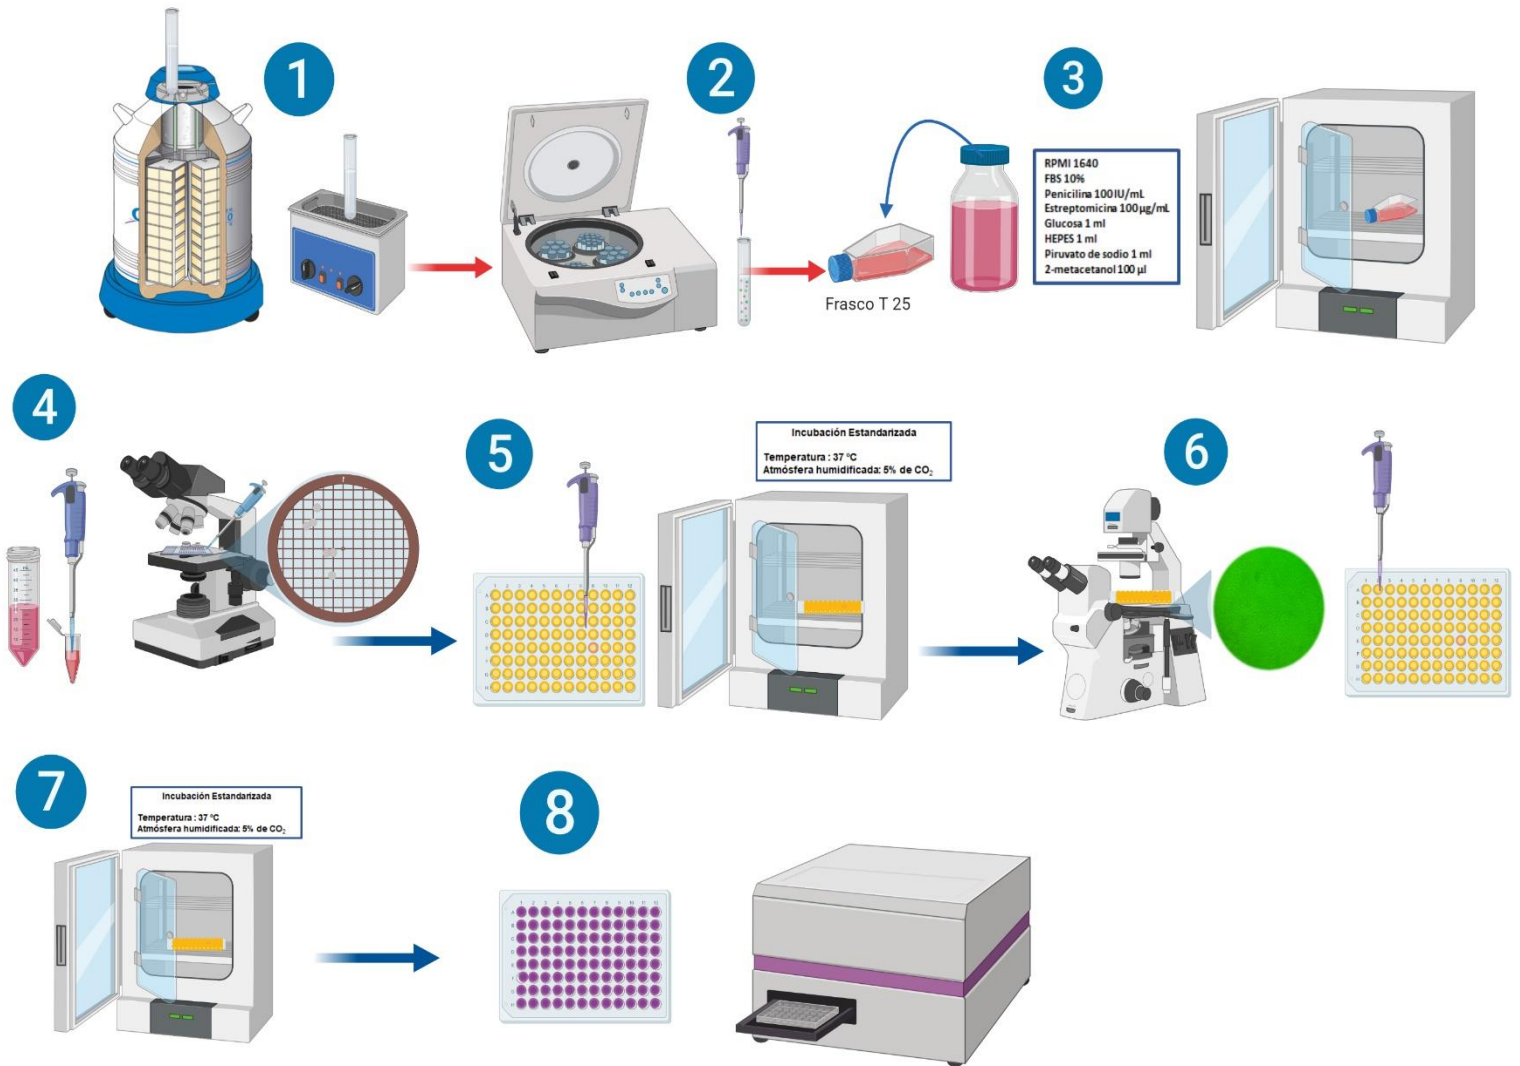 1
2
3
RPMI 1640
FBS 10%
Penicilina 100 IU/mL
Estreptomicina 100 µg/mL
Glucosa 1 ml
HEPES 1 ml
Piruvato de sodio 1 ml
2-metacetanol 100 µl
Frasco T 25
4
5
Incubación Estandarizada
Temperatura : 37 °C
Atmósfera humidificada: 5% de CO₂
6
7
Incubación Estandarizada
Temperatura : 37 °C
Atmósfera humidificada: 5% de CO₂
8